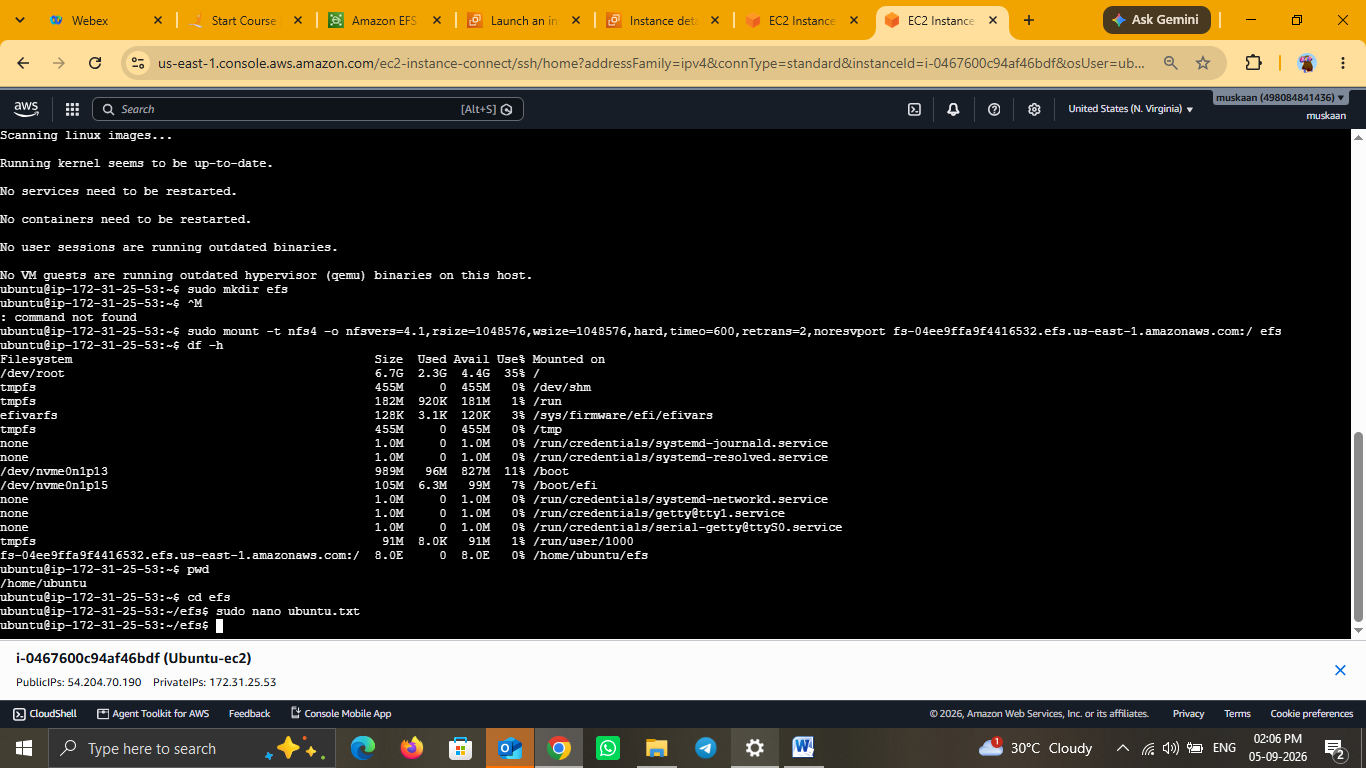 Webex
Start Course
Amazon EFS
Launch an in
Instance deta
EC2 Instance
EC2 Instance
Ask Gemini
us-east-1.console.aws.amazon.com/ec2-instance-connect/ssh/home?addressFamily=ipv4&connType=standard&instanceId=i-0467600c94af46bdf&osUser=ub...
aws
Search
[Alt+S]
United States (N. Virginia)
muskaan (498084841436)
muskaan
Scanning linux images...
Running kernel seems to be up-to-date.
No services need to be restarted.
No containers need to be restarted.
No user sessions are running outdated binaries.
No VM guests are running outdated hypervisor (qemu) binaries on this host.
ubuntu@ip-172-31-25-53:~$ sudo mkdir efs
ubuntu@ip-172-31-25-53:~$ ^M
: command not found
ubuntu@ip-172-31-25-53:~$ sudo mount -t nfs4 -o nfsvers=4.1,rsize=1048576,wsize=1048576,hard,timeo=600,retrans=2,noresvport fs-04ee9ffa9f4416532.efs.us-east-1.amazonaws.com:/ efs
ubuntu@ip-172-31-25-53:~$ df -h
Filesystem Size Used Avail Use% Mounted on
/dev/root 6.7G 2.3G 4.4G 35% /
tmpfs 455M 0 455M 0% /dev/shm
tmpfs 182M 920K 181M 1% /run
efivarfs 128K 3.1K 120K 3% /sys/firmware/efi/efivars
tmpfs 455M 0 455M 0% /tmp
none 1.0M 0 1.0M 0% /run/credentials/systemd-journald.service
none 1.0M 0 1.0M 0% /run/credentials/systemd-resolved.service
/dev/nvme0n1p13 989M 96M 827M 11% /boot
/dev/nvme0n1p15 105M 6.3M 99M 7% /boot/efi
none 1.0M 0 1.0M 0% /run/credentials/systemd-networkd.service
none 1.0M 0 1.0M 0% /run/credentials/getty@tty1.service
none 1.0M 0 1.0M 0% /run/credentials/serial-getty@ttyS0.service
tmpfs 91M 8.0K 91M 1% /run/user/1000
fs-04ee9ffa9f4416532.efs.us-east-1.amazonaws.com:/ 8.0E 0 8.0E 0% /home/ubuntu/efs
ubuntu@ip-172-31-25-53:~$ pwd
/home/ubuntu
ubuntu@ip-172-31-25-53:~$ cd efs
ubuntu@ip-172-31-25-53:~/efs$ sudo nano ubuntu.txt
ubuntu@ip-172-31-25-53:~/efs$
i-0467600c94af46bdf (Ubuntu-ec2)
PublicIPs: 54.204.70.190 PrivateIPs: 172.31.25.53
CloudShell
Agent Toolkit for AWS
Feedback
Console Mobile App
© 2026, Amazon Web Services, Inc. or its affiliates.
Privacy
Terms
Cookie preferences
Type here to search
1
30°C Cloudy
ENG
02:06 PM
05-09-2026
2